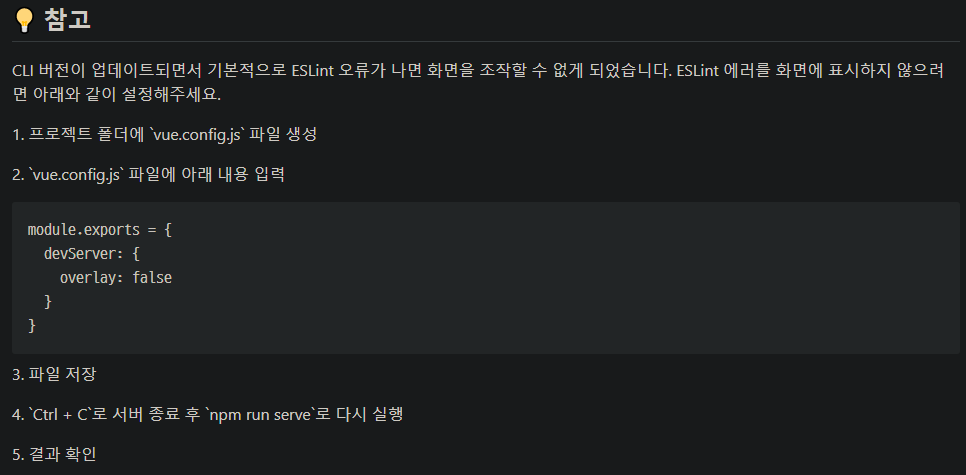 💡 참고
CLI 버전이 업데이트되면서 기본적으로 ESLint 오류가 나면 화면을 조작할 수 없게 되었습니다. ESLint 에러를 화면에 표시하지 않으려
면 아래와 같이 설정해주세요.
1. 프로젝트 폴더에 `vue.config.js` 파일 생성
2. `vue.config.js` 파일에 아래 내용 입력
module.exports = {
  devServer: {
    overlay: false
  }
}
3. 파일 저장
4. `Ctrl + C`로 서버 종료 후 `npm run serve`로 다시 실행
5. 결과 확인